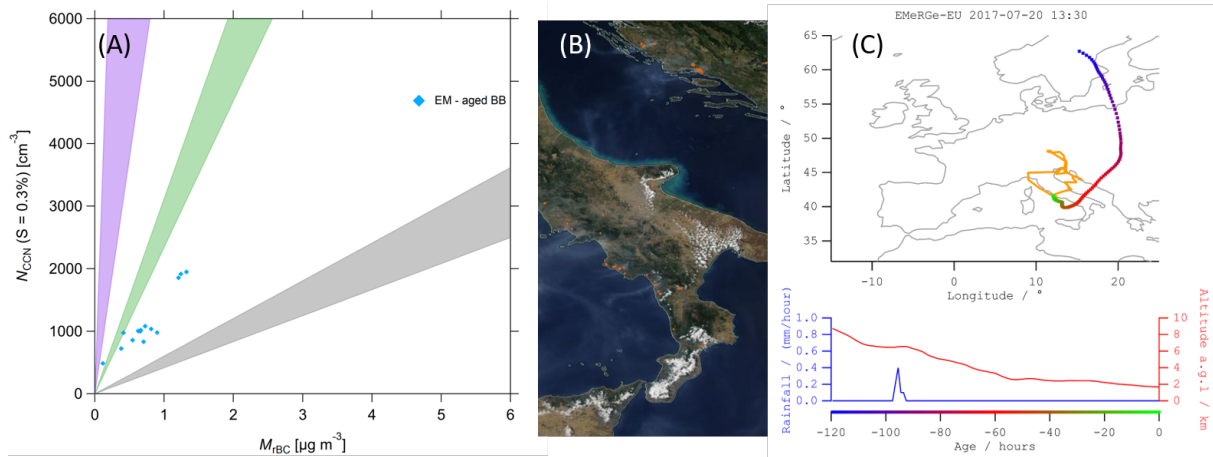 (A)
6000
5000
4000
3000
2000
1000
0
N_CCN (S = 0.3%) [cm⁻³]
EM - aged BB
0 1 2 3 4 5 6
M_rBC [µg m⁻³]
(B)
EMeRGe-EU 2017-07-20 13:30
(C)
65
60
55
50
45
40
35
Latitude / °
-10 0 10 20
Longitude / °
1.0
0.8
0.6
0.4
0.2
0.0
Rainfall / (mm/hour)
10
8
6
4
2
0
Altitude a.g.l / km
-120 -100 -80 -60 -40 -20 0
Age / hours